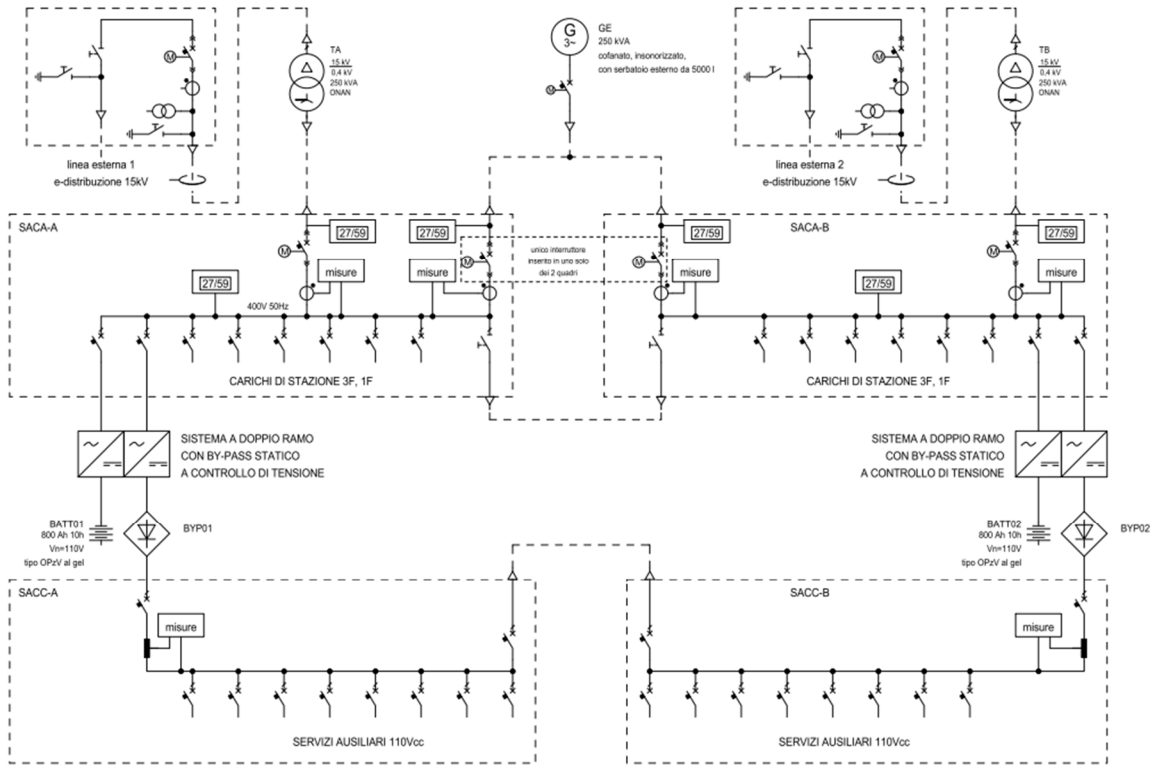 G
3~
GE
250 kVA
cofanato, insonorizzato,
con serbatoio esterno da 5000 l
M
TA
15 kV
0,4 kV
250 kVA
ONAN
M
M
TB
15 kV
0,4 kV
250 kVA
ONAN
linea esterna 1
e-distribuzione 15kV
linea esterna 2
e-distribuzione 15kV
SACA-A
27/59
27/59
M
misure
misure
M
27/59
400V 50Hz
CARICHI DI STAZIONE 3F, 1F
unico interruttore
inserito in uno solo
dei 2 quadri
SACA-B
27/59
27/59
M
misure
M
misure
27/59
CARICHI DI STAZIONE 3F, 1F
SISTEMA A DOPPIO RAMO
CON BY-PASS STATICO
A CONTROLLO DI TENSIONE
SISTEMA A DOPPIO RAMO
CON BY-PASS STATICO
A CONTROLLO DI TENSIONE
BATT01
800 Ah 10h
Vn=110V
tipo OPzV al gel
BYP01
BATT02
800 Ah 10h
Vn=110V
tipo OPzV al gel
BYP02
SACC-A
misure
SERVIZI AUSILIARI 110Vcc
SACC-B
misure
SERVIZI AUSILIARI 110Vcc